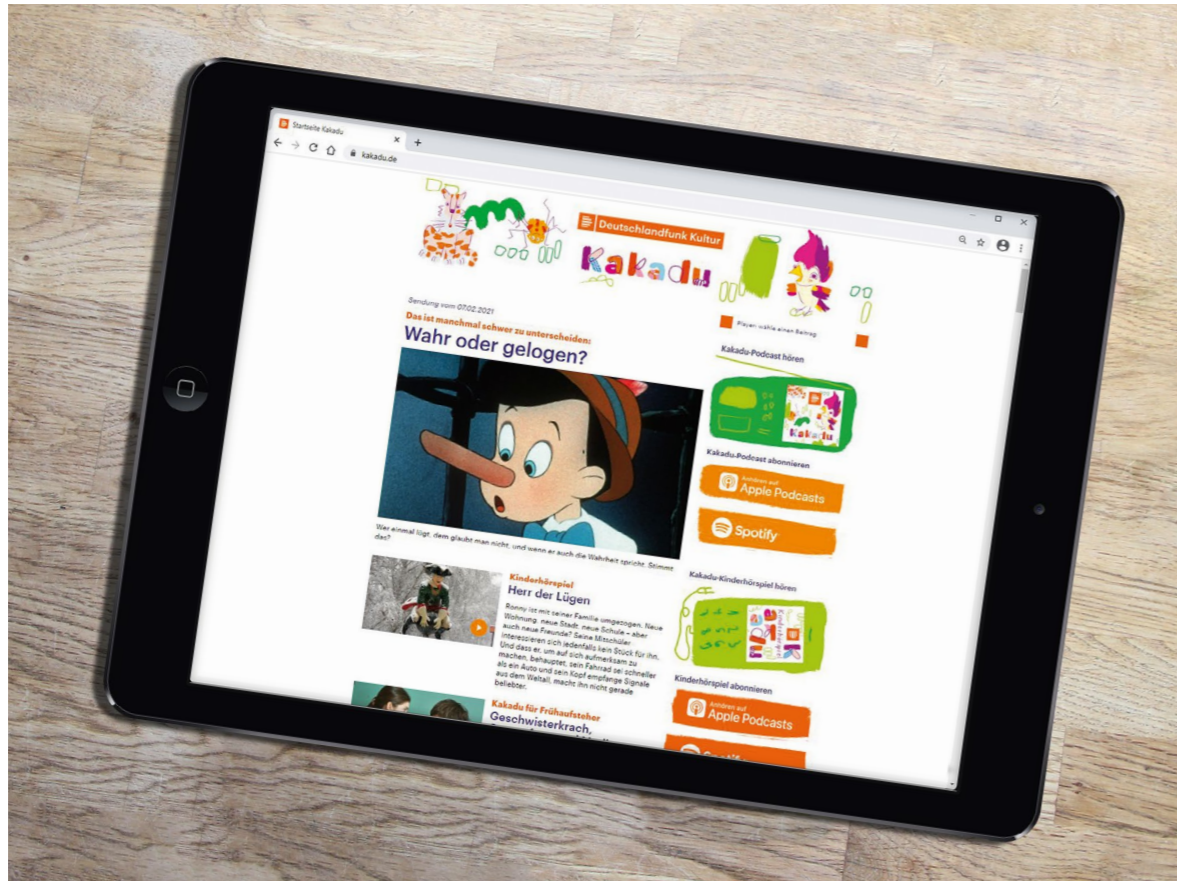 Startseite Kakadu
kakadu.de
Deutschlandfunk Kultur
Kakadu
Sendung vom 07.02.2021
Das ist manchmal schwer zu unterscheiden:
Wahr oder gelogen?
Wer einmal lügt, dem glaubt man nicht, und wenn er auch die Wahrheit spricht. Stimmt
das?
Kinderhörspiel
Herr der Lügen
Ronny ist mit seiner Familie umgezogen. Neue
Wohnung, neue Stadt, neue Schule – aber
auch neue Freunde? Seine Mitschüler
interessieren sich jedenfalls kein Stück für ihn.
Und dass er, um auf sich aufmerksam zu
machen, behauptet, sein Fahrrad sei schneller
als ein Auto und sein Kopf empfange Signale
aus dem Weltall, macht ihn nicht gerade
beliebter.
Kakadu für Frühaufsteher
Geschwisterkrach,
Player: wähle einen Beitrag
Kakadu-Podcast hören
Kakadu
Kakadu-Podcast abonnieren
Anhören auf
Apple Podcasts
Spotify
Kakadu-Kinderhörspiel hören
Kinderhörspiel abonnieren
Anhören auf
Apple Podcasts
Spotify